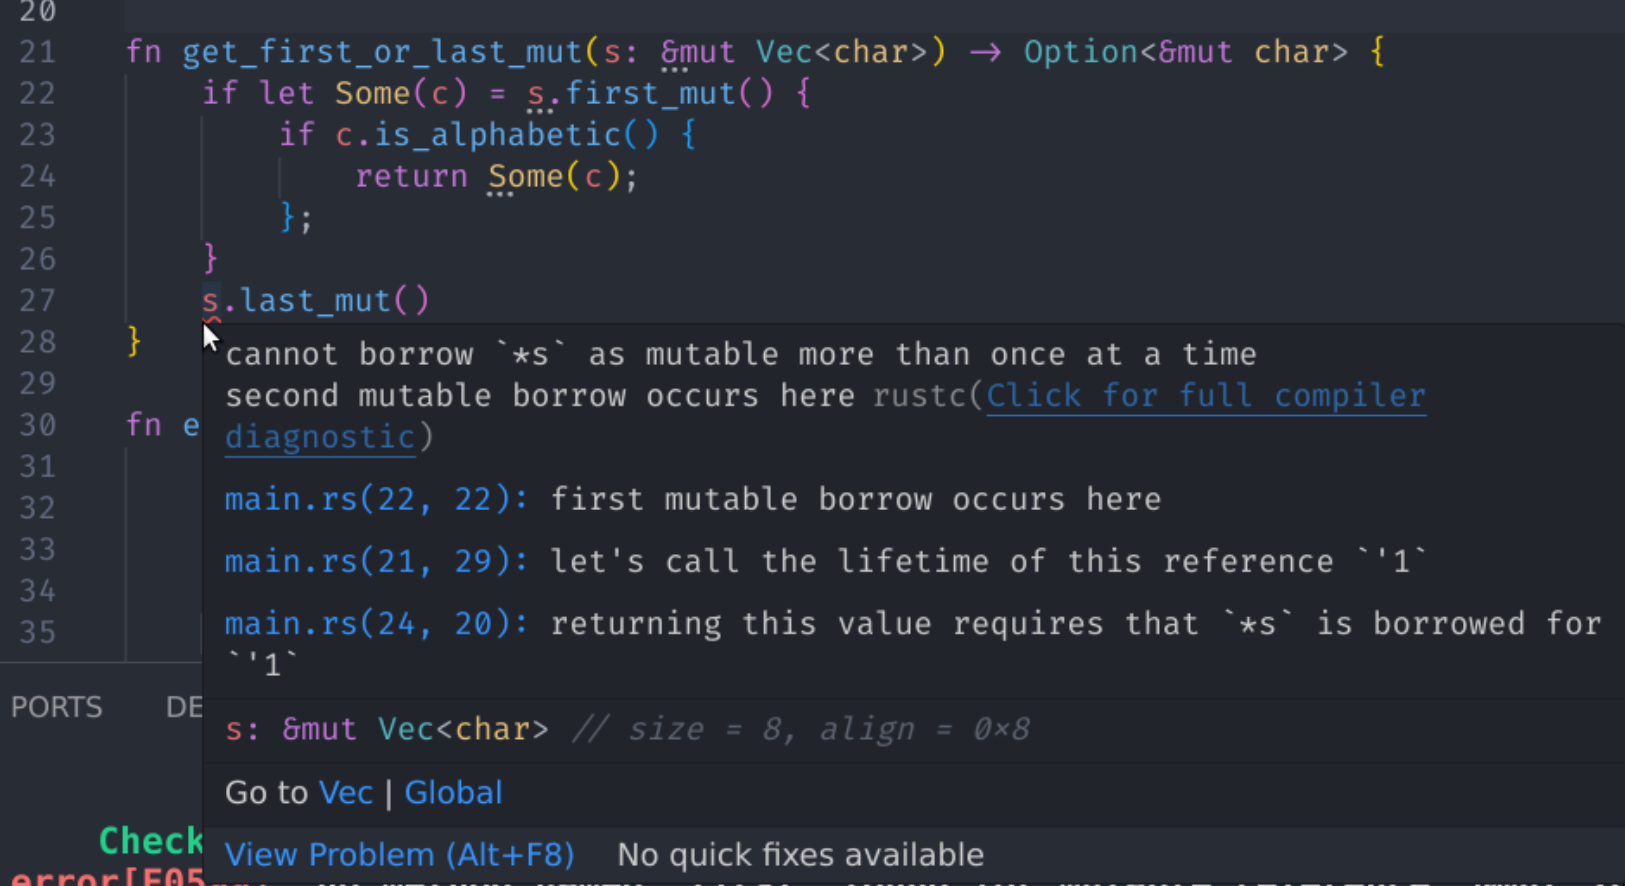 20
21 fn get_first_or_last_mut(s: &mut Vec<char>) → Option<&mut char> {
22 if let Some(c) = s.first_mut() {
23 if c.is_alphabetic() {
24 return Some(c);
25 };
26 }
27 s.last_mut()
28 }
cannot borrow `*s` as mutable more than once at a time
29 second mutable borrow occurs here rustc(Click for full compiler
30 fn e
diagnostic)
31
32 main.rs(22, 22): first mutable borrow occurs here
33 main.rs(21, 29): let's call the lifetime of this reference `'1`
34
35 main.rs(24, 20): returning this value requires that `*s` is borrowed for
`'1`
PORTS DE
s: &mut Vec<char> // size = 8, align = 0×8
Go to Vec | Global
Check
View Problem (Alt+F8) No quick fixes available